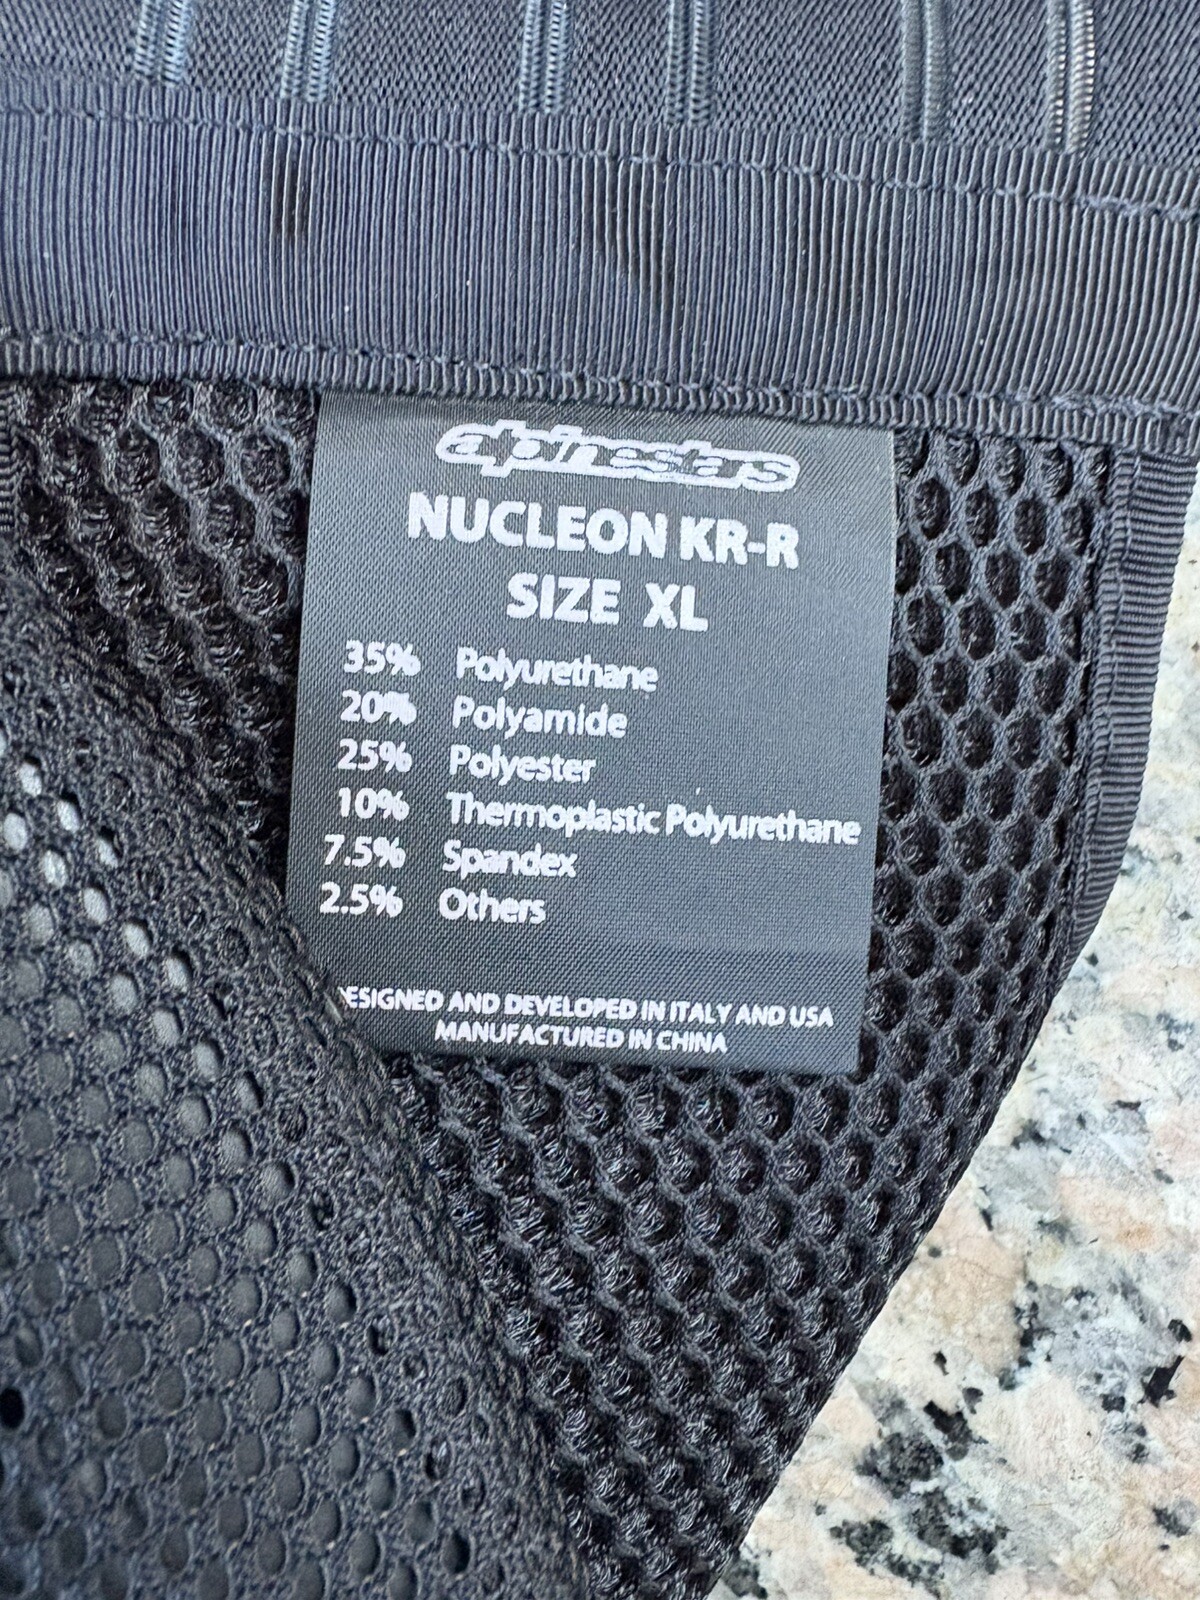 alpinestars
NUCLEON KR-R
SIZE XL
35% Polyurethane
20% Polyamide
25% Polyester
10% Thermoplastic Polyurethane
7.5% Spandex
2.5% Others
DESIGNED AND DEVELOPED IN ITALY AND USA
MANUFACTURED IN CHINA